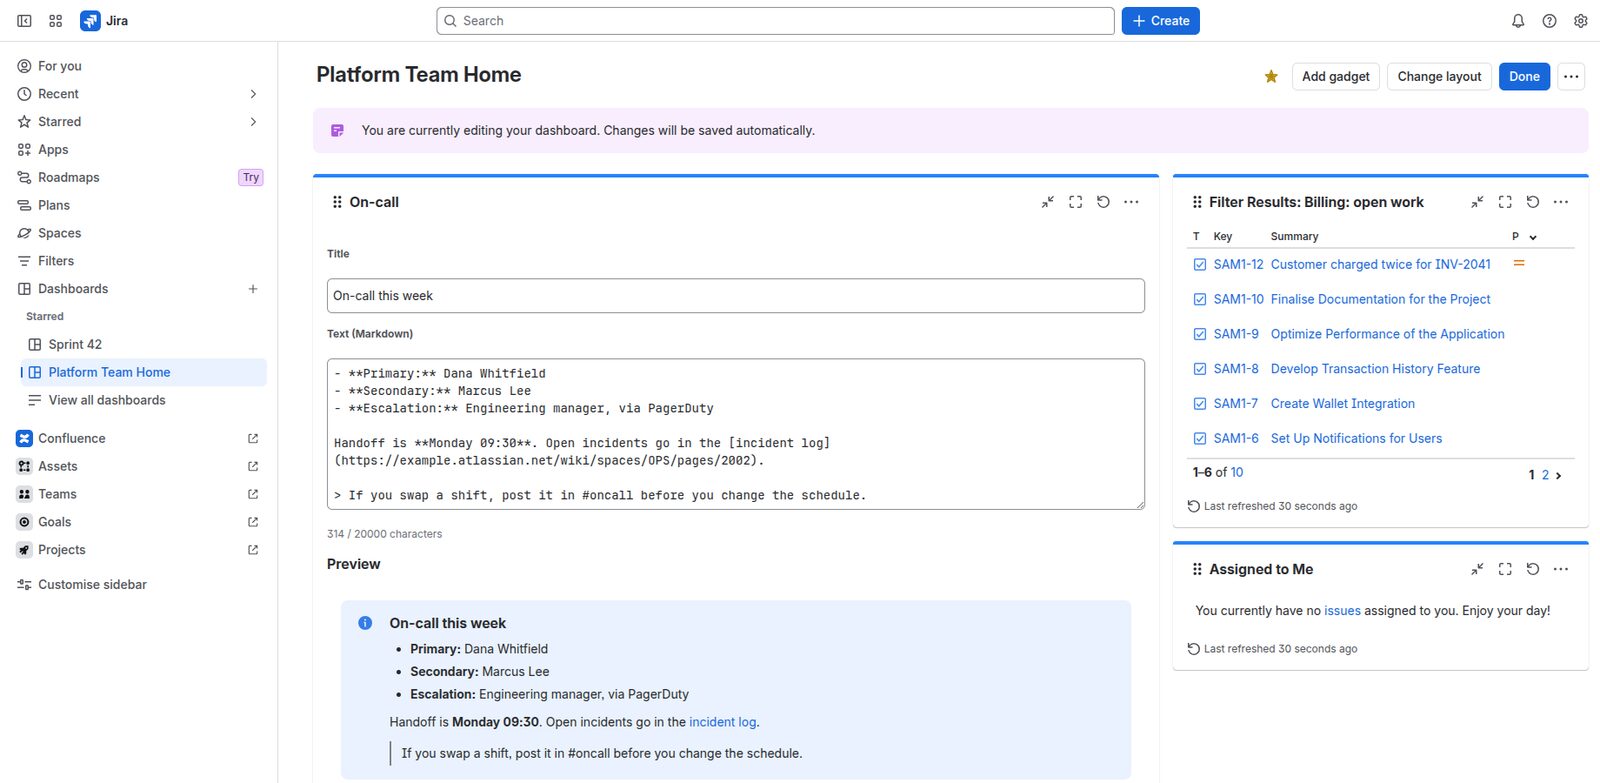 Jira
Search
+ Create
For you
Recent
Starred
Apps
Roadmaps
Try
Plans
Spaces
Filters
Dashboards
Starred
Sprint 42
Platform Team Home
View all dashboards
Confluence
Assets
Teams
Goals
Projects
Customise sidebar
Platform Team Home
Add gadget
Change layout
Done
You are currently editing your dashboard. Changes will be saved automatically.
On-call
Title
On-call this week
Text (Markdown)
- **Primary:** Dana Whitfield
- **Secondary:** Marcus Lee
- **Escalation:** Engineering manager, via PagerDuty
Handoff is **Monday 09:30**. Open incidents go in the [incident log]
(https://example.atlassian.net/wiki/spaces/OPS/pages/2002).
> If you swap a shift, post it in #oncall before you change the schedule.
314 / 20000 characters
Preview
On-call this week
• Primary: Dana Whitfield
• Secondary: Marcus Lee
• Escalation: Engineering manager, via PagerDuty
Handoff is Monday 09:30. Open incidents go in the incident log.
If you swap a shift, post it in #oncall before you change the schedule.
Filter Results: Billing: open work
T Key Summary P
SAM1-12 Customer charged twice for INV-2041
SAM1-10 Finalise Documentation for the Project
SAM1-9 Optimize Performance of the Application
SAM1-8 Develop Transaction History Feature
SAM1-7 Create Wallet Integration
SAM1-6 Set Up Notifications for Users
1–6 of 10
1 2
Last refreshed 30 seconds ago
Assigned to Me
You currently have no issues assigned to you. Enjoy your day!
Last refreshed 30 seconds ago